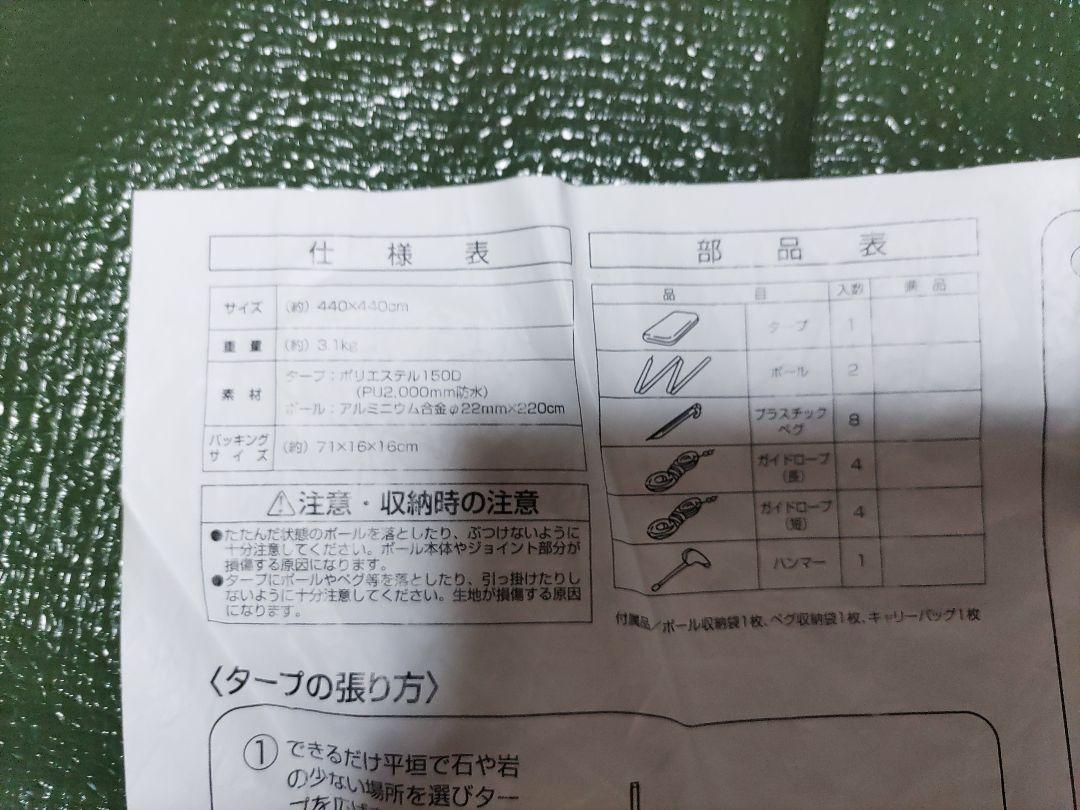 仕様表
サイズ (約) 440×440cm
重量 (約) 3.1kg
素材 タープ:ポリエステル150D
(PU2,000mm防水)
ポール:アルミニウム合金φ22mm×220cm
パッキング
サイズ (約) 71×16×16cm
⚠注意・収納時の注意
●たたんだ状態のポールを落としたり、ぶつけないように
十分注意してください。ポール本体やジョイント部分が
損傷する原因になります。
●タープにポールやペグ等を落としたり、引っ掛けたりし
ないように十分注意してください。生地が損傷する原因
になります。
部品表
品目 入数 備品
タープ 1
ポール 2
プラスチック
ペグ 8
ガイドロープ
(長) 4
ガイドロープ
(短) 4
ハンマー 1
付属品/ポール収納袋1枚、ペグ収納袋1枚、キャリーバッグ1枚
〈タープの張り方〉
① できるだけ平垣で石や岩
の少ない場所を選びター
プを広げ